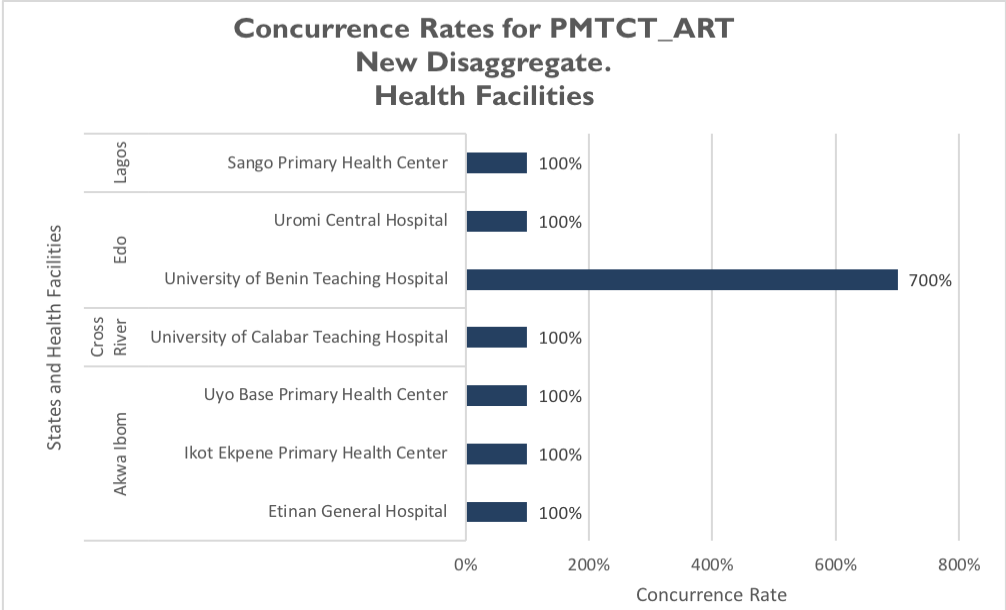 Concurrence Rates for PMTCT_ART
New Disaggregate.
Health Facilities
States and Health Facilities
Lagos
Sango Primary Health Center
100%
Edo
Uromi Central Hospital
100%
University of Benin Teaching Hospital
700%
Cross
River
University of Calabar Teaching Hospital
100%
Akwa Ibom
Uyo Base Primary Health Center
100%
Ikot Ekpene Primary Health Center
100%
Etinan General Hospital
100%
0%
200%
400%
600%
800%
Concurrence Rate